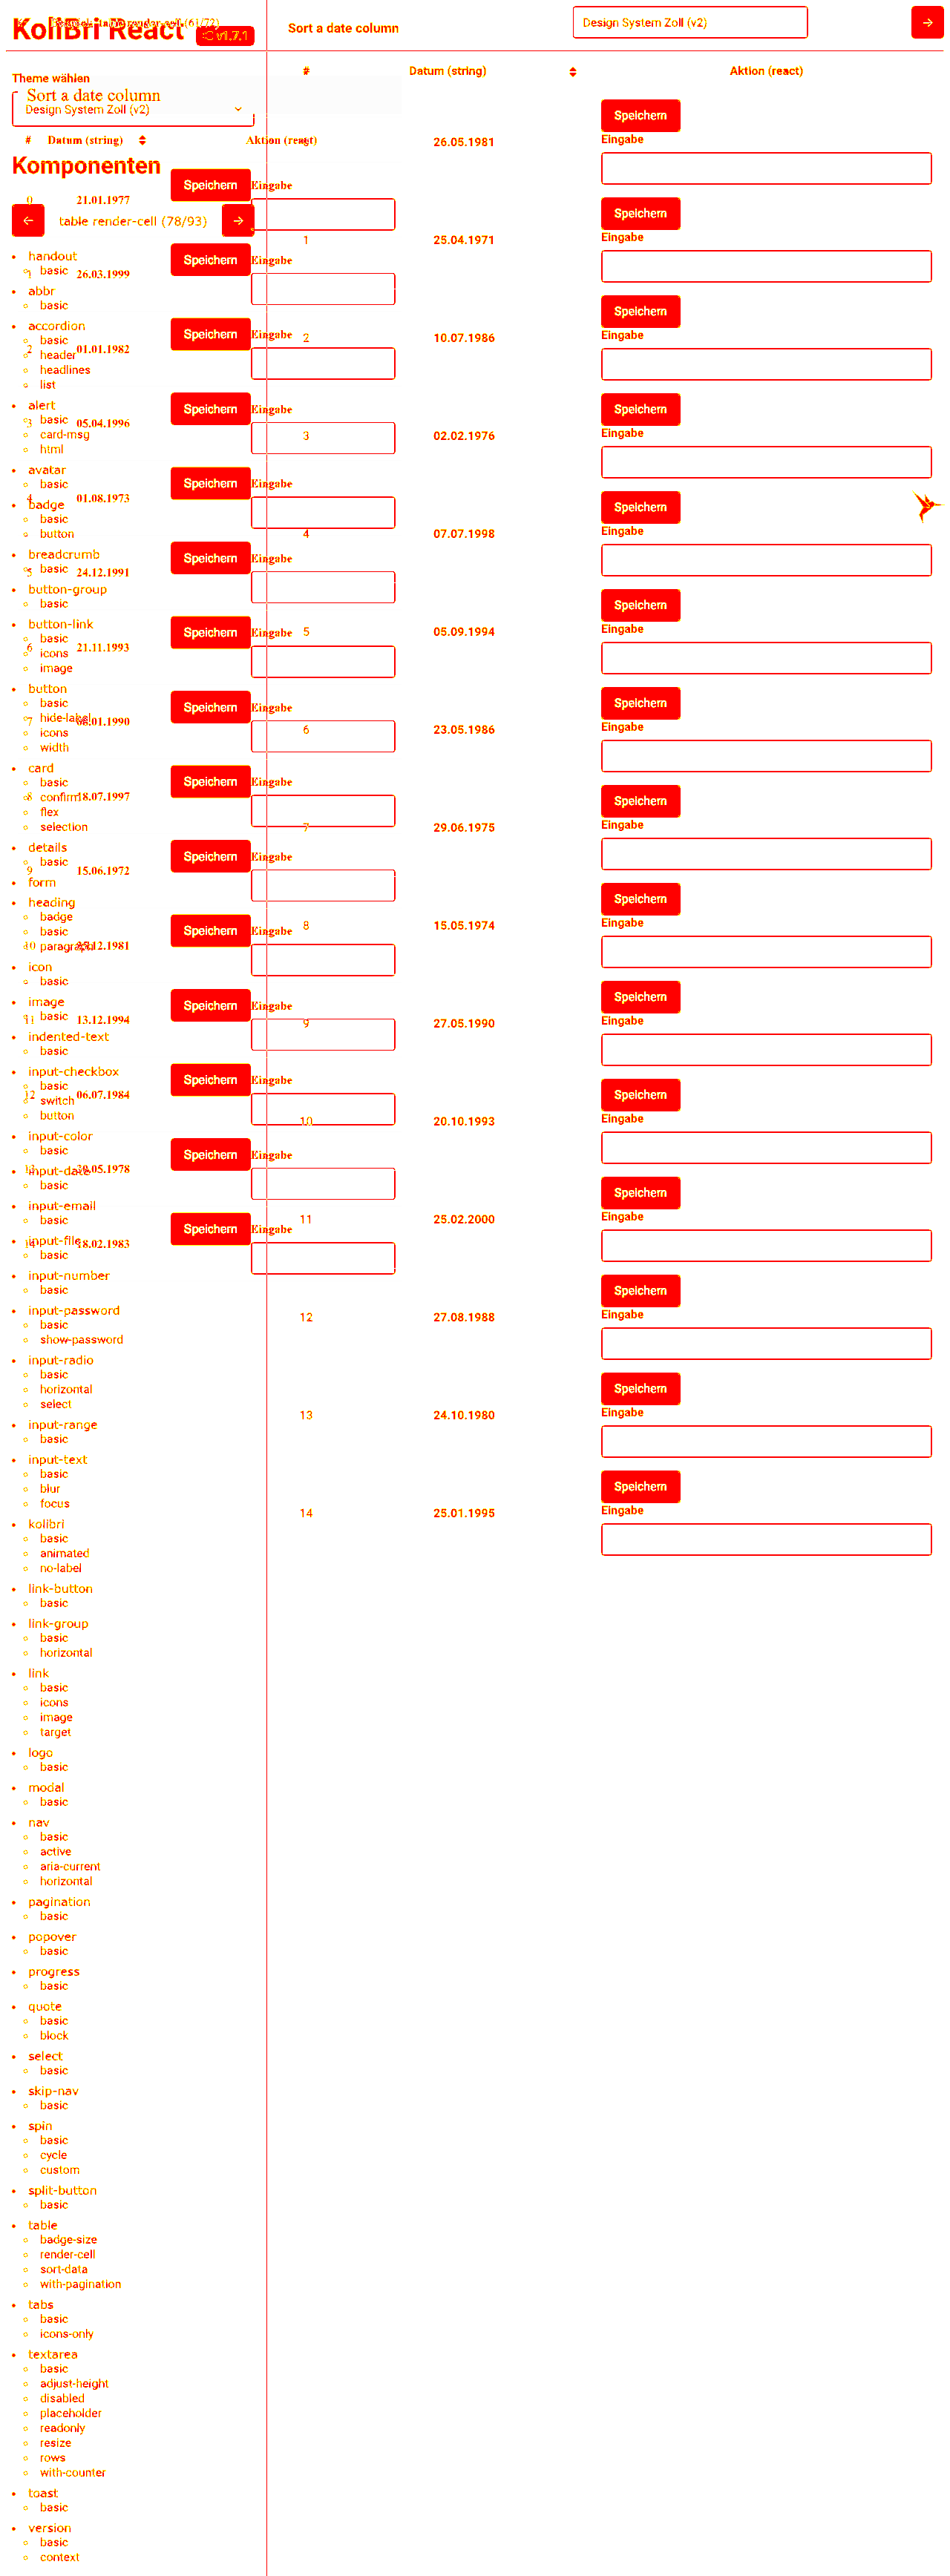 KoliBri React
v1.7.1
Sort a date column
Design System Zoll (v2)
Theme wählen
Sort a date column
Design System Zoll (v2)
# Datum (string) Aktion (react)
# Datum (string) Aktion (react)
Komponenten
table render-cell (78/93)
0 21.01.1977 Speichern Eingabe
1 26.03.1999 Speichern Eingabe
2 01.01.1982 Speichern Eingabe
3 05.04.1996 Speichern Eingabe
4 01.08.1973 Speichern Eingabe
5 24.12.1991 Speichern Eingabe
6 21.11.1993 Speichern Eingabe
7 .01.1990 Speichern Eingabe
8 18.07.1997 Speichern Eingabe
9 15.06.1972 Speichern Eingabe
10 .12.1981 Speichern Eingabe
11 13.12.1994 Speichern Eingabe
12 06.07.1984 Speichern Eingabe
.05.1978 Speichern Eingabe
14 18.02.1983 Speichern Eingabe
handout
basic
abbr
basic
accordion
basic
header
headlines
list
alert
basic
card-msg
html
avatar
basic
badge
basic
button
breadcrumb
basic
button-group
basic
button-link
basic
icons
image
button
basic
hide-label
icons
width
card
basic
confirm
flex
selection
details
basic
form
heading
badge
basic
paragraph
icon
basic
image
basic
indented-text
basic
input-checkbox
basic
switch
button
input-color
basic
input-date
basic
input-email
basic
input-file
basic
input-number
basic
input-password
basic
show-password
input-radio
basic
horizontal
select
input-range
basic
input-text
basic
blur
focus
kolibri
basic
animated
no-label
link-button
basic
link-group
basic
horizontal
link
basic
icons
image
target
logo
basic
modal
basic
nav
basic
active
aria-current
horizontal
pagination
basic
popover
basic
progress
basic
quote
basic
block
select
basic
skip-nav
basic
spin
basic
cycle
custom
split-button
basic
table
badge-size
render-cell
sort-data
with-pagination
tabs
basic
icons-only
textarea
basic
adjust-height
disabled
placeholder
readonly
resize
rows
with-counter
toast
basic
version
basic
context
26.05.1981 Speichern Eingabe
1 25.04.1971 Speichern Eingabe
2 10.07.1986 Speichern Eingabe
3 02.02.1976 Speichern Eingabe
4 07.07.1998 Speichern Eingabe
5 05.09.1994 Speichern Eingabe
6 23.05.1986 Speichern Eingabe
7 29.06.1975 Speichern Eingabe
8 15.05.1974 Speichern Eingabe
9 27.05.1990 Speichern Eingabe
10 20.10.1993 Speichern Eingabe
11 25.02.2000 Speichern Eingabe
12 27.08.1988 Speichern Eingabe
13 24.10.1980 Speichern Eingabe
14 25.01.1995 Speichern Eingabe